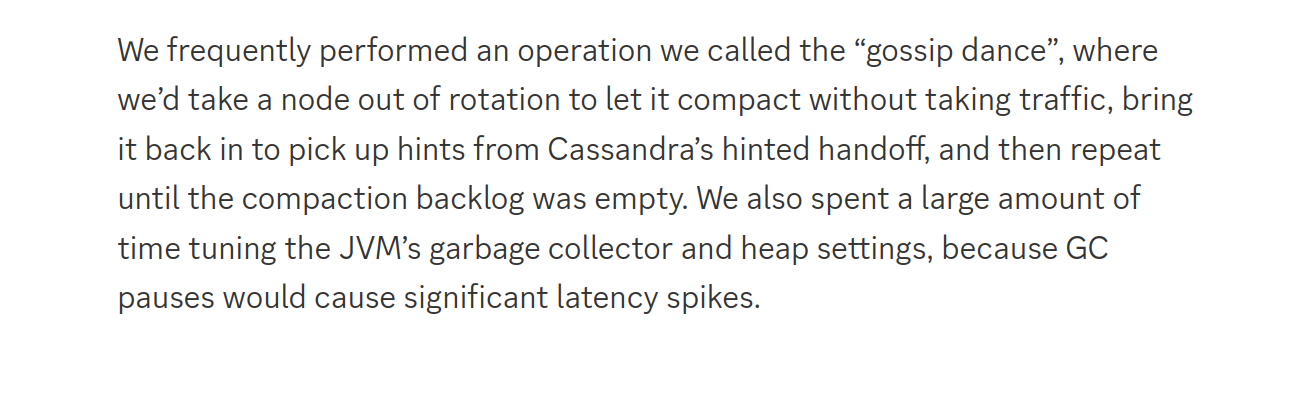 We frequently performed an operation we called the “gossip dance”, where
we’d take a node out of rotation to let it compact without taking traffic, bring
it back in to pick up hints from Cassandra’s hinted handoff, and then repeat
until the compaction backlog was empty. We also spent a large amount of
time tuning the JVM’s garbage collector and heap settings, because GC
pauses would cause significant latency spikes.